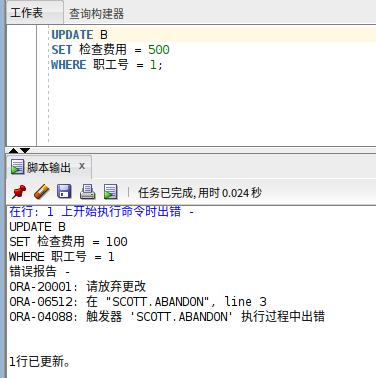 工作表
查询构建器
UPDATE B
SET 检查费用 = 500
WHERE 职工号 = 1;
脚本输出 x
任务已完成, 用时 0.024 秒
在行: 1 上开始执行命令时出错 -
UPDATE B
SET 检查费用 = 100
WHERE 职工号 = 1
错误报告 -
ORA-20001: 请放弃更改
ORA-06512: 在 "SCOTT.ABANDON", line 3
ORA-04088: 触发器 'SCOTT.ABANDON' 执行过程中出错
1行已更新。